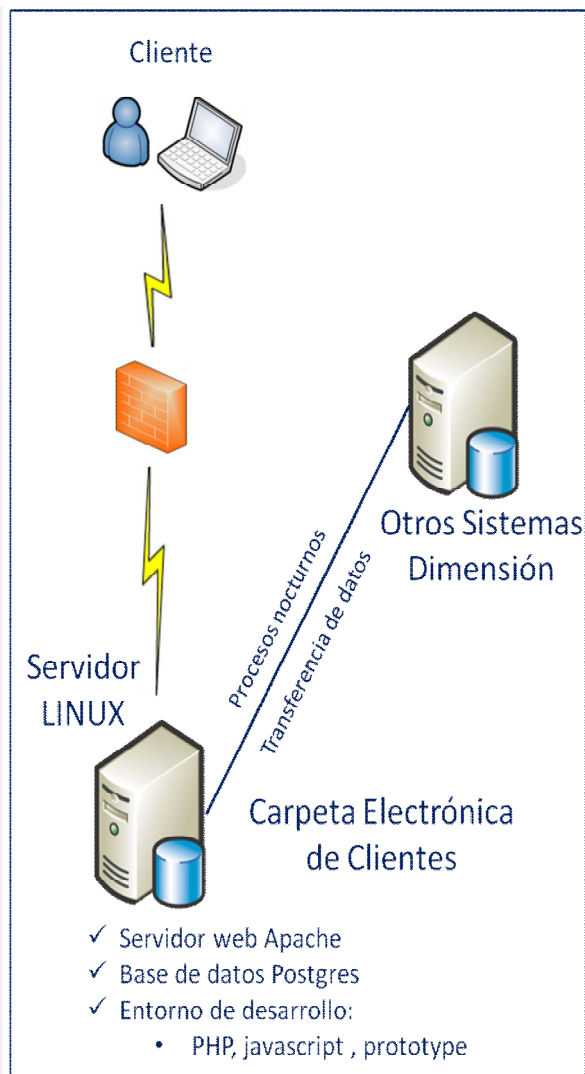 Cliente
Otros Sistemas
Dimensión
Procesos nocturnos
Transferencia de datos
Servidor
LINUX
Carpeta Electrónica
de Clientes
✓ Servidor web Apache
✓ Base de datos Postgres
✓ Entorno de desarrollo:
• PHP, javascript , prototype